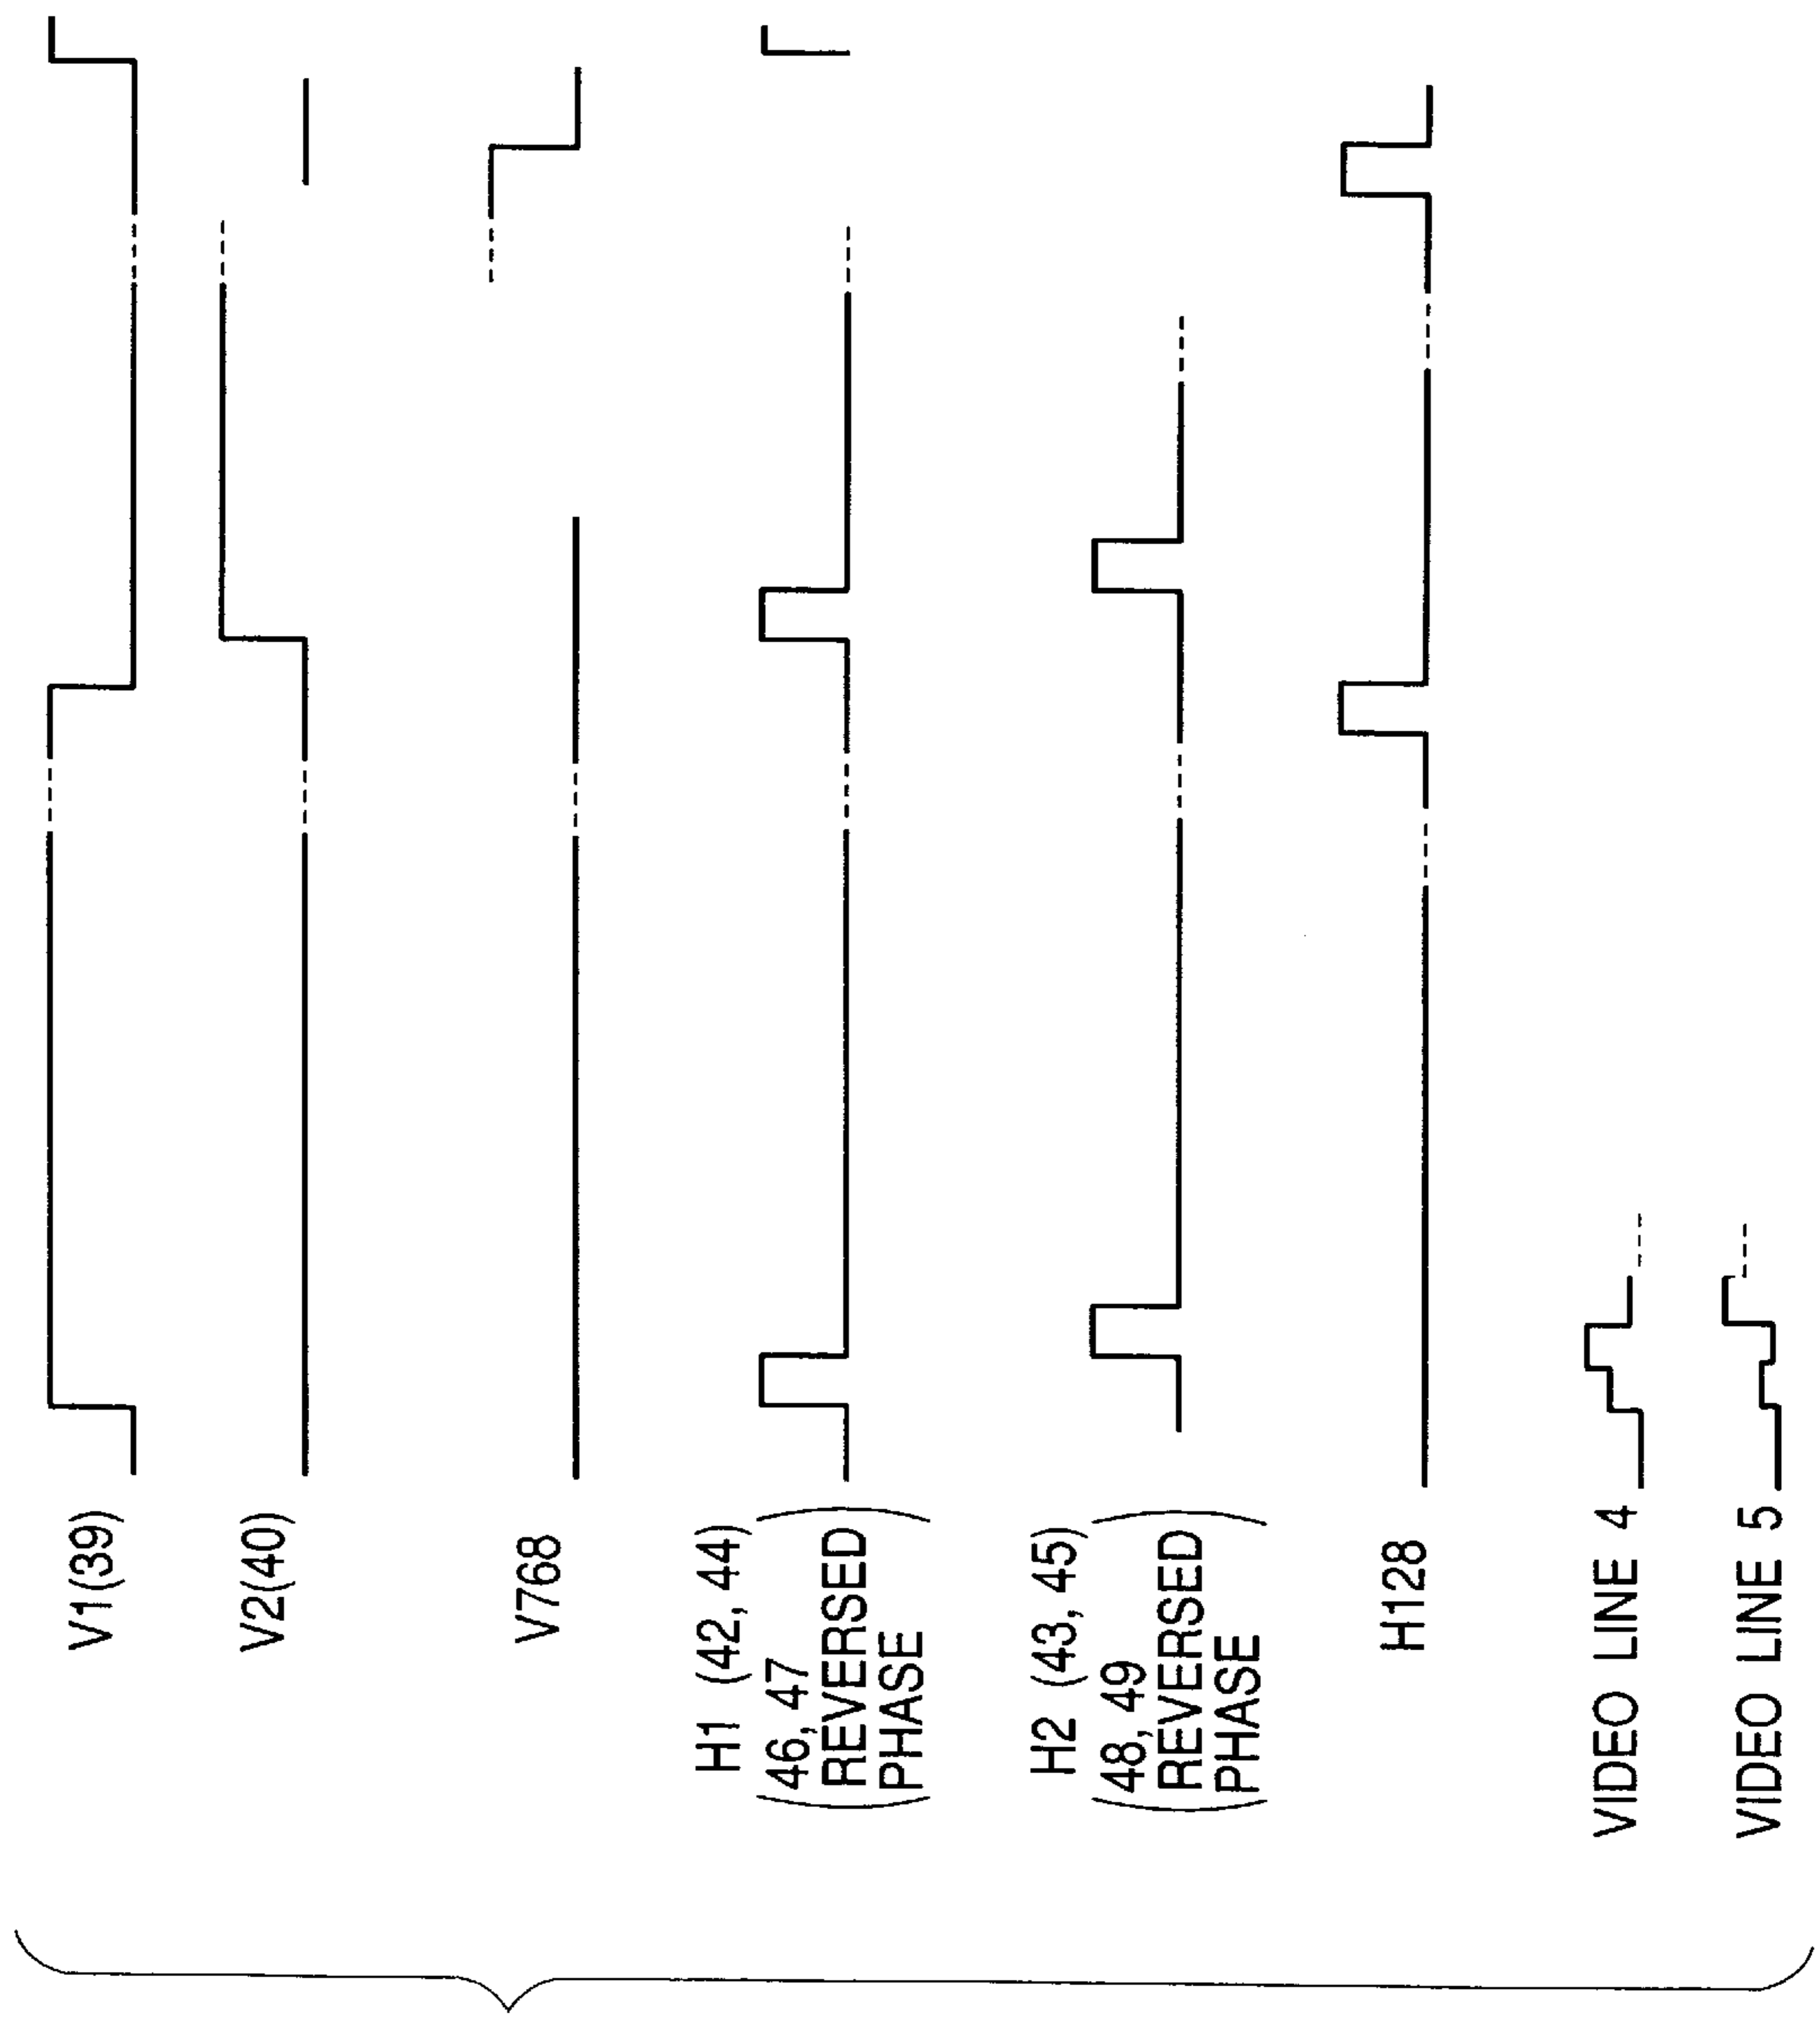 V1(39)
V2(40)
V768
H1 (42, 44)
(46, 47
REVERSED
PHASE)
H2 (43, 45)
(48, 49
REVERSED
PHASE)
H128
VIDEO LINE 4
VIDEO LINE 5